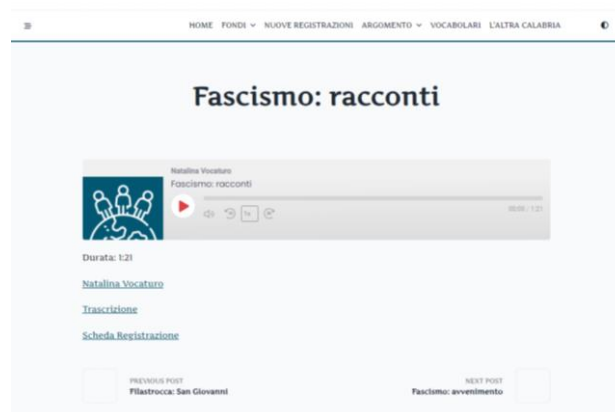 HOME FONDI NUOVE REGISTRAZIONI ARGOMENTO VOCABOLARI L'ALTRA CALABRIA
Fascismo: racconti
Natalina Vocaturo
Fascismo: racconti
1x
00:00 / 1:21
Durata: 1:21
Natalina Vocaturo
Trascrizione
Scheda Registrazione
PREVIOUS POST
Filastrocca: San Giovanni
NEXT POST
Fascismo: avvenimento